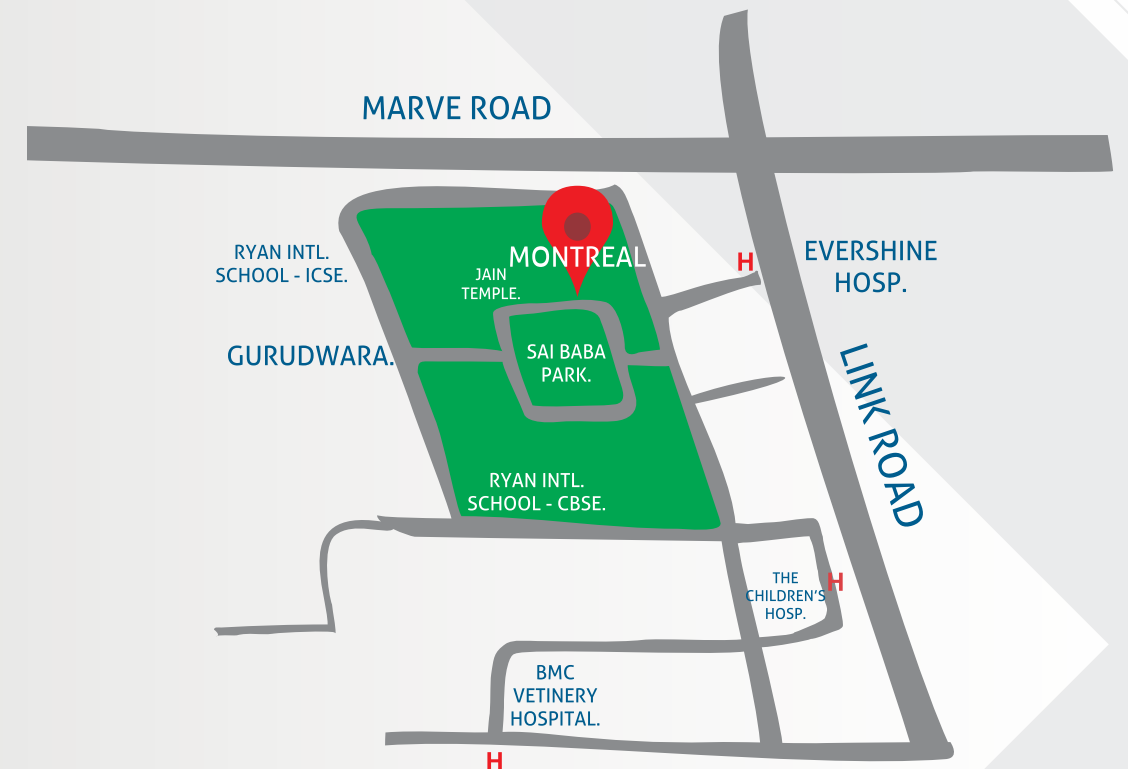 MARVE ROAD
RYAN INTL.
SCHOOL - ICSE.
MONTREAL
JAIN
TEMPLE.
H
EVERSHINE
HOSP.
GURUDWARA.
SAI BABA
PARK.
LINK ROAD
RYAN INTL.
SCHOOL - CBSE.
THE
CHILDREN'S
HOSP.
H
BMC
VETINERY
HOSPITAL.
H